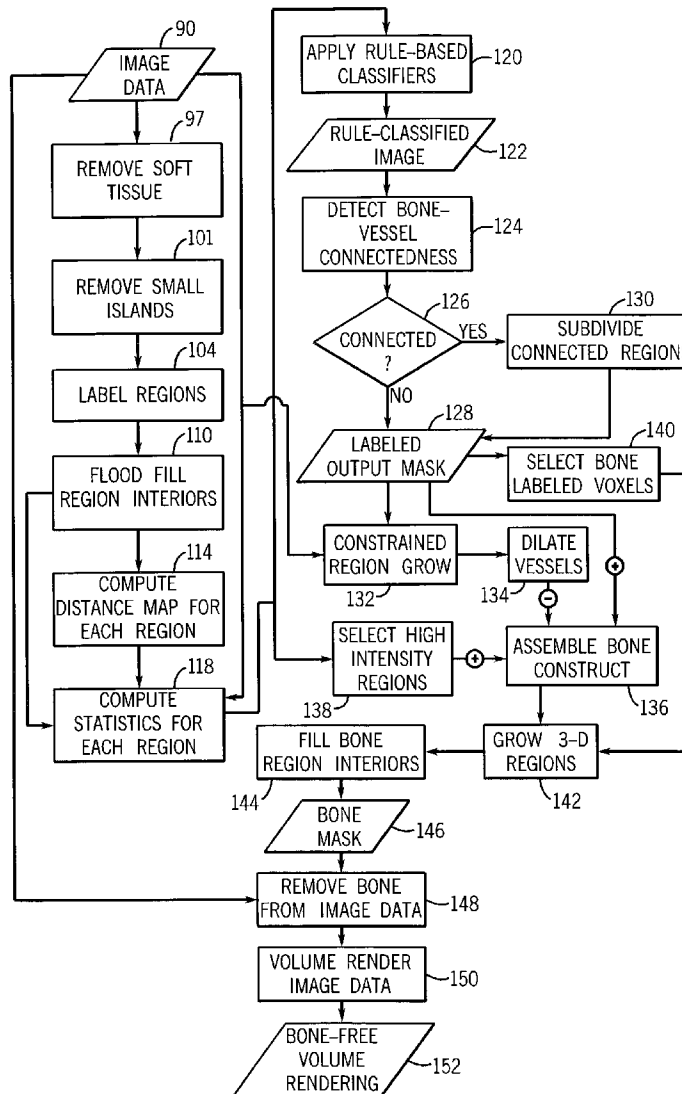 90
IMAGE
DATA
97
REMOVE SOFT
TISSUE
101
REMOVE SMALL
ISLANDS
104
LABEL REGIONS
110
FLOOD FILL
REGION INTERIORS
114
COMPUTE
DISTANCE MAP FOR
EACH REGION
118
COMPUTE
STATISTICS FOR
EACH REGION
APPLY RULE-BASED
CLASSIFIERS
120
RULE-CLASSIFIED
IMAGE
122
DETECT BONE-
VESSEL
CONNECTEDNESS
124
126
CONNECTED
?
YES
NO
130
SUBDIVIDE
CONNECTED REGION
128
LABELED
OUTPUT MASK
140
SELECT BONE
LABELED VOXELS
CONSTRAINED
REGION GROW
132
DILATE
VESSELS
134
−
+
SELECT HIGH
INTENSITY
REGIONS
138
+
ASSEMBLE BONE
CONSTRUCT
136
GROW 3-D
REGIONS
142
FILL BONE
REGION INTERIORS
144
BONE
MASK
146
REMOVE BONE
FROM IMAGE DATA
148
VOLUME RENDER
IMAGE DATA
150
BONE-FREE
VOLUME
RENDERING
152